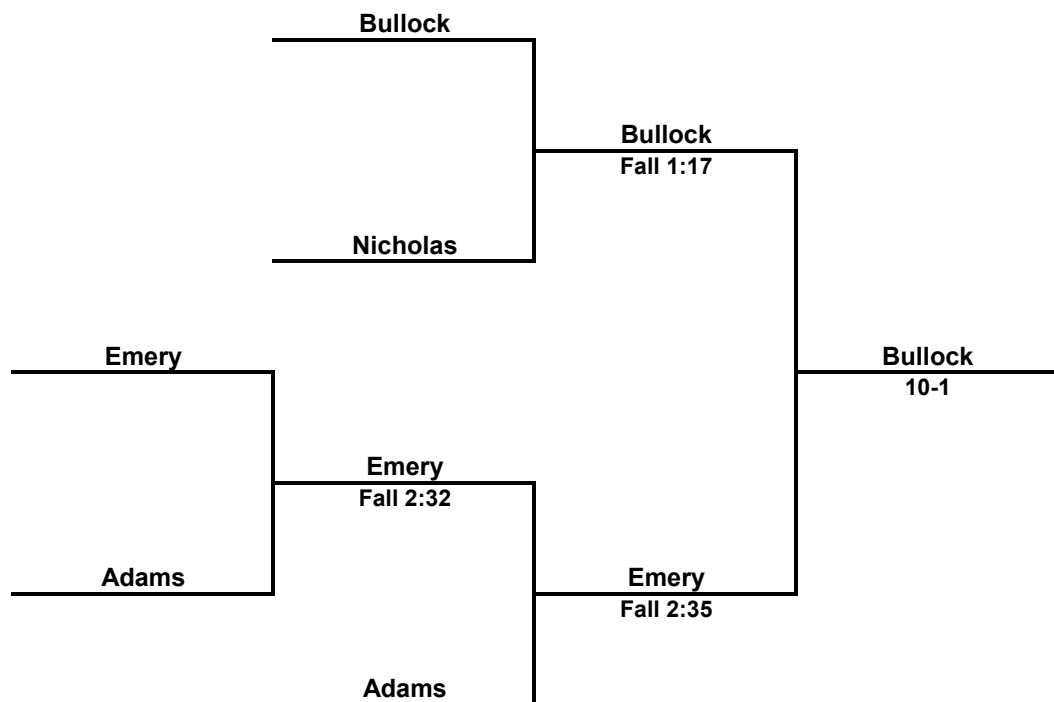 Bullock
Bullock
Fall 1:17
Nicholas
Emery
Bullock
10-1
Emery
Fall 2:32
Adams
Emery
Fall 2:35
Adams